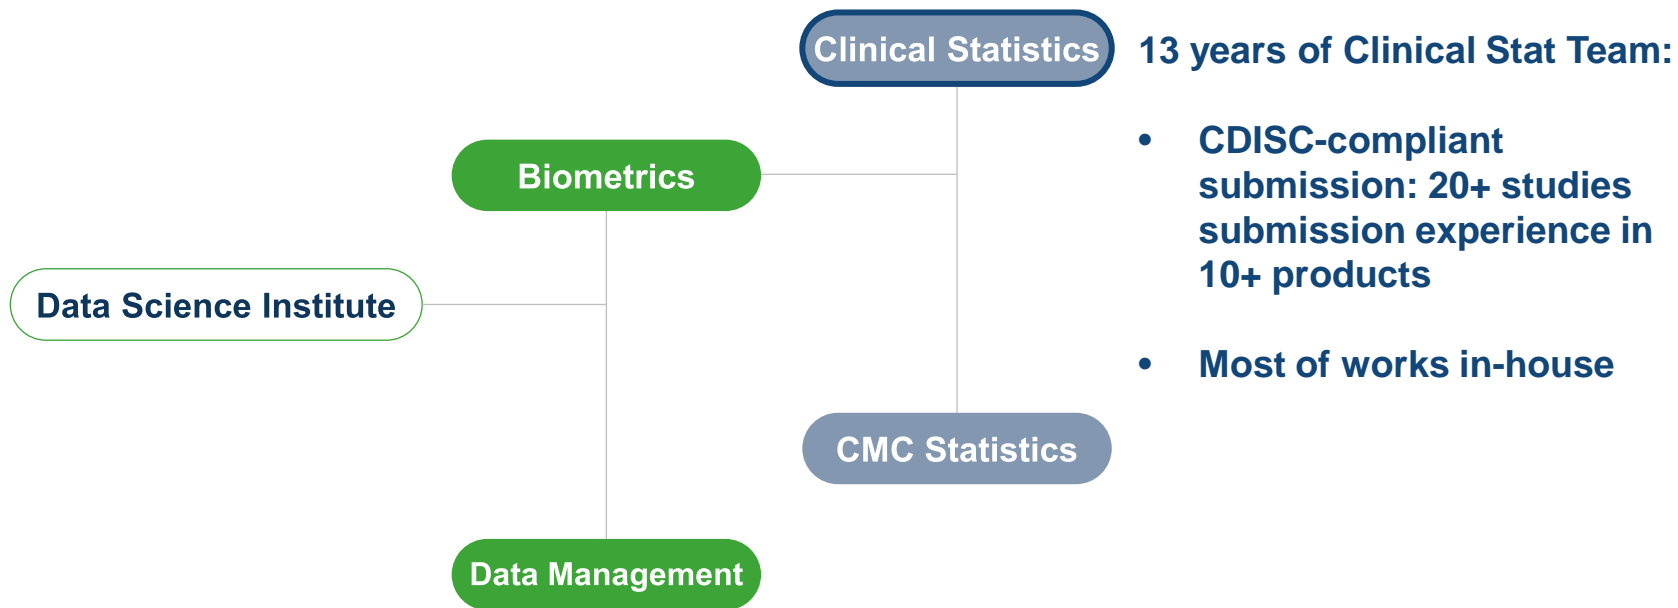 Clinical Statistics
13 years of Clinical Stat Team:
• CDISC-compliant
submission: 20+ studies
submission experience in
10+ products
• Most of works in-house
Biometrics
Data Science Institute
CMC Statistics
Data Management